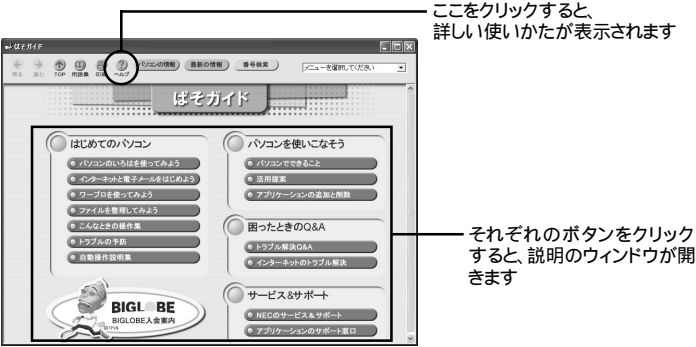 ここをクリックすると、
詳しい使いかたが表示されます
ぱそガイド
戻る 進む TOP 用語集 印刷 ヘルプ パソコンの情報 最新の情報 番号検索 メニューを選択してください
ぱそガイド
はじめてのパソコン
パソコンのいろはを使ってみよう
インターネットと電子メールをはじめよう
ワープロを使ってみよう
ファイルを整理してみよう
こんなときの操作集
トラブルの予防
自動操作説明集
BIGLOBE
BIGLOBE入会案内
パソコンを使いこなそう
パソコンでできること
活用提案
アプリケーションの追加と削除
困ったときのQ&A
トラブル解決Q&A
インターネットのトラブル解決
サービス&サポート
NECのサービス&サポート
アプリケーションのサポート窓口
それぞれのボタンをクリック
すると、説明のウィンドウが開
きます